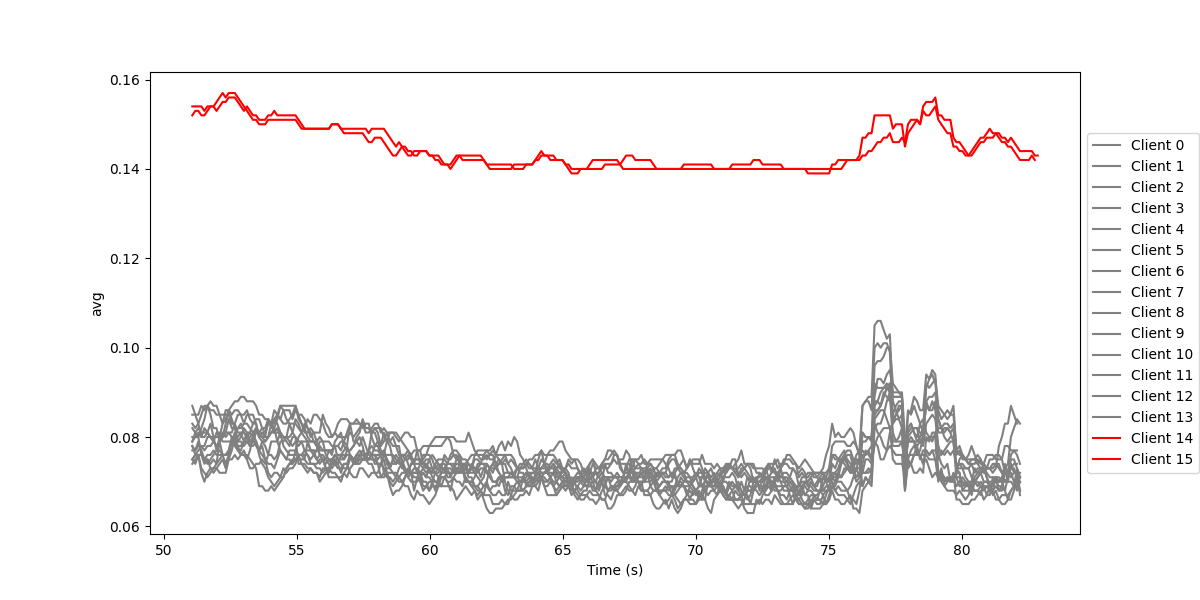 0.16
0.14
0.12
0.10
0.08
0.06
avg
50
55
60
65
70
75
80
Time (s)
Client 0
Client 1
Client 2
Client 3
Client 4
Client 5
Client 6
Client 7
Client 8
Client 9
Client 10
Client 11
Client 12
Client 13
Client 14
Client 15